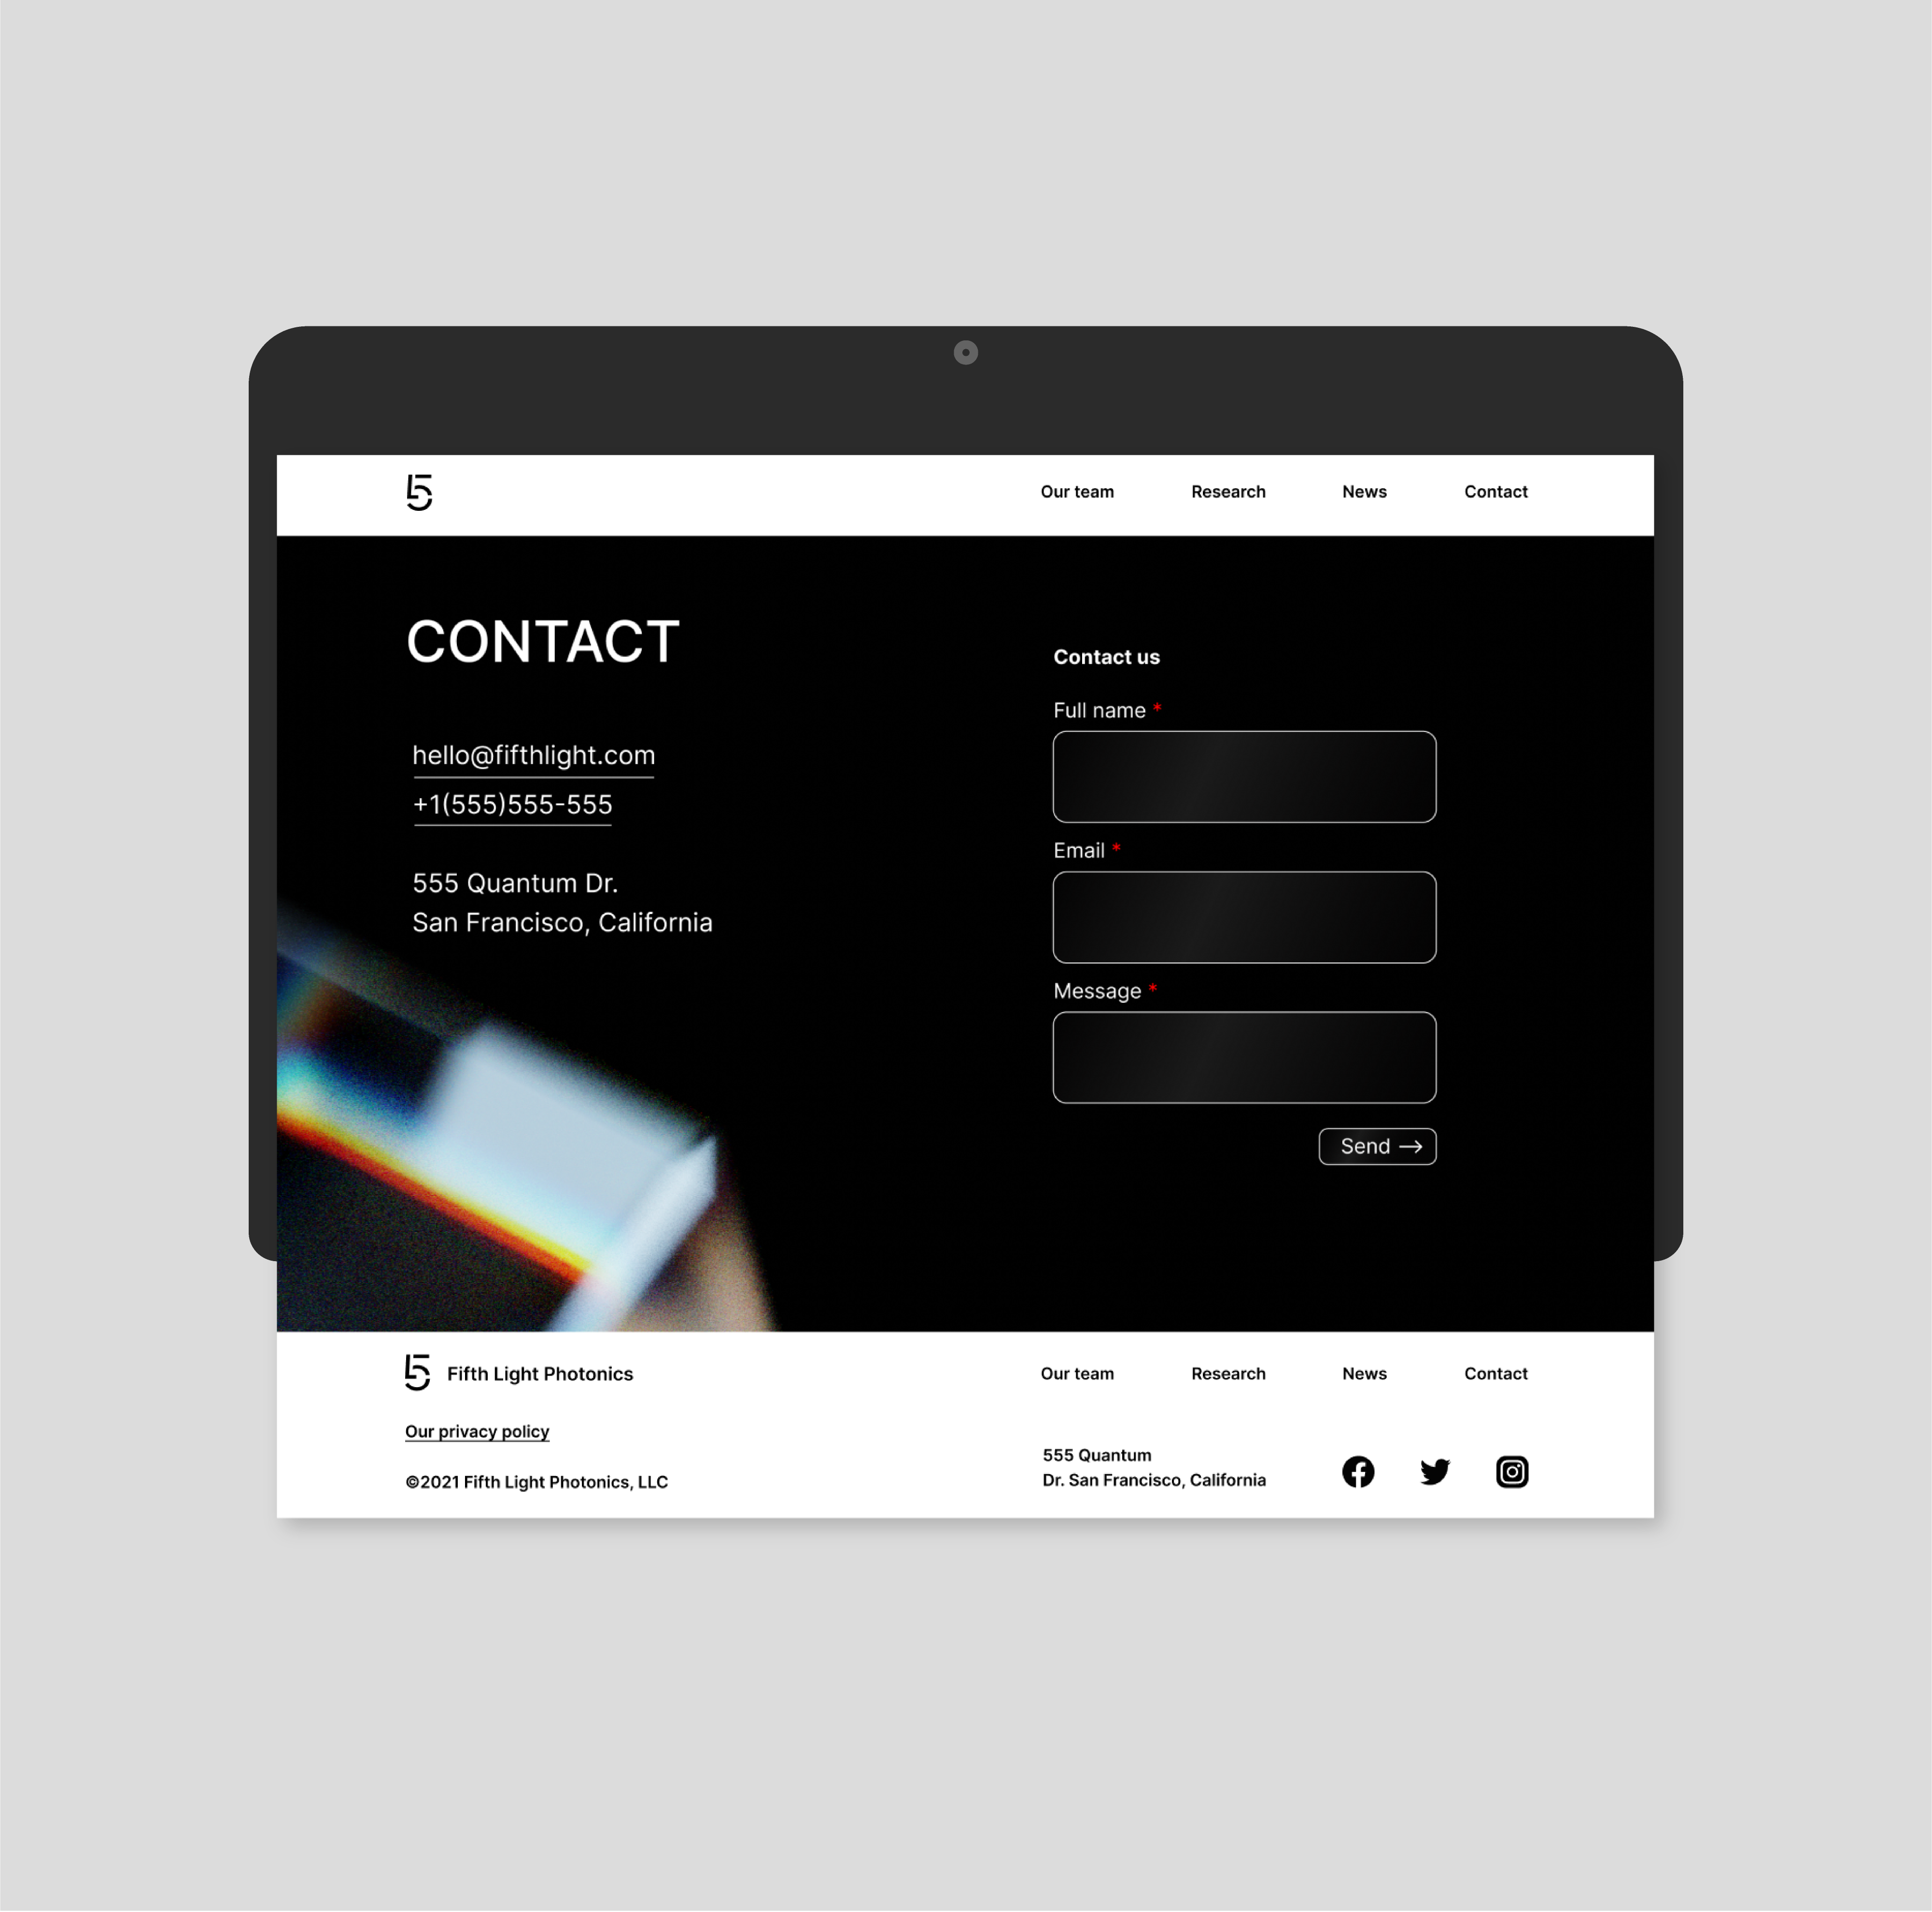 Our team Research News Contact
CONTACT
hello@fifthlight.com
+1(555)555-555
555 Quantum Dr.
San Francisco, California
Contact us
Full name *
Email *
Message *
Send →
5 Fifth Light Photonics
Our team Research News Contact
Our privacy policy
©2021 Fifth Light Photonics, LLC
555 Quantum
Dr. San Francisco, California